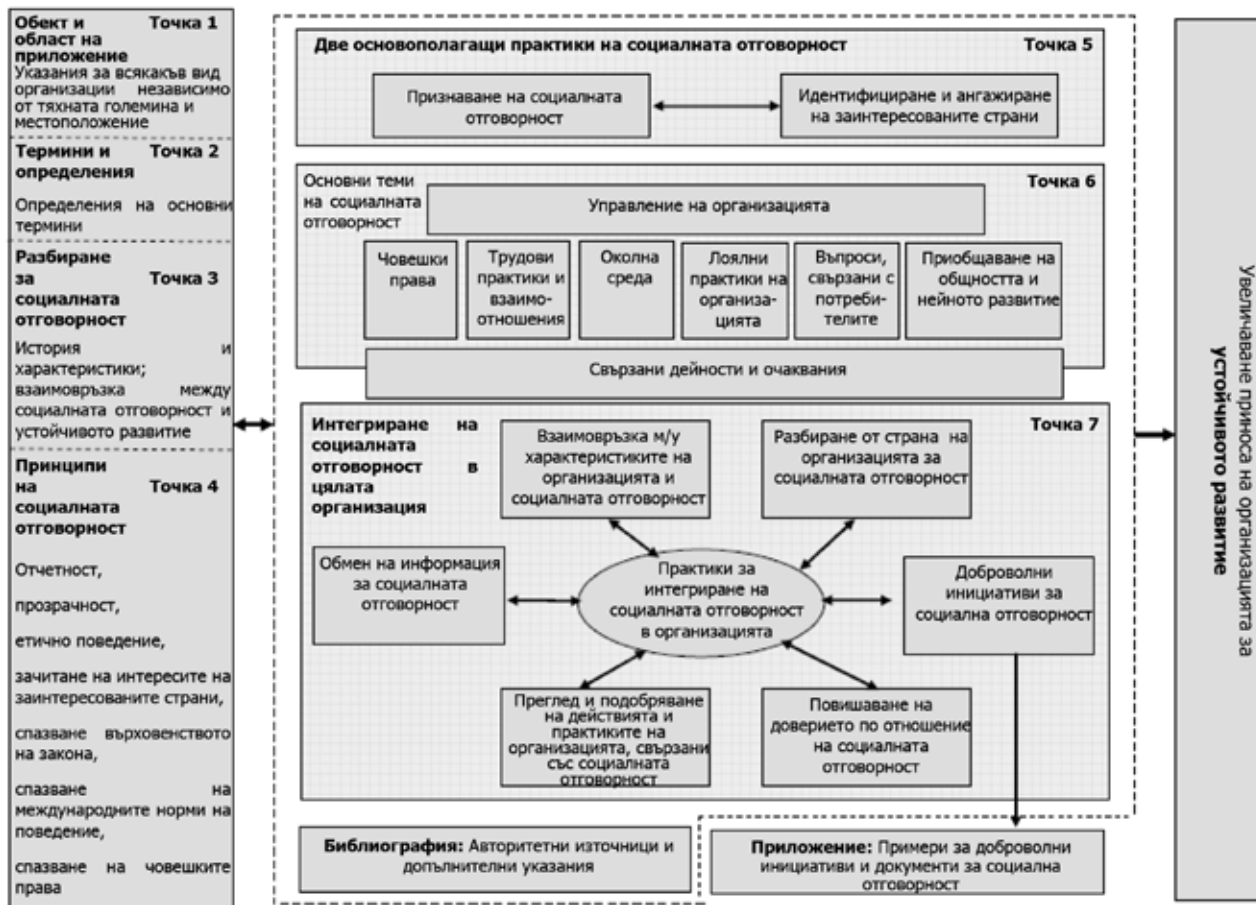 Обект и Точка 1
област на
приложение
Указания за всякакъв вид
организации независимо
от тяхната големина и
местоположение
Термини и Точка 2
определения
Определения на основни
термини
Разбиране
за Точка 3
социалната
отговорност
История и
характеристики;
взаимовръзка между
социалната отговорност и
устойчивото развитие
Принципи
на Точка 4
социалната
отговорност
Отчетност,
прозрачност,
етично поведение,
зачитане на интересите на
заинтересованите страни,
спазване върховенството
на закона,
спазване на
международните норми на
поведение,
спазване на човешките
права
Две основополагащи практики на социалната отговорност Точка 5
Признаване на социалната
отговорност
Идентифициране и ангажиране
на заинтересованите страни
Основни теми
на социалната
отговорност
Точка 6
Управление на организацията
Човешки
права
Трудови
практики и
взаимо-
отношения
Околна
среда
Лоялни
практики на
организа-
цията
Въпроси,
свързани с
потреби-
телите
Приобщаване на
общността и
нейното развитие
Свързани дейности и очаквания
Интегриране на
социалната
отговорност в
цялата
организация
Точка 7
Взаимовръзка м/у
характеристиките на
организацията и
социалната отговорност
Разбиране от страна на
организацията за
социалната отговорност
Обмен на информация
за социалната
отговорност
Практики за
интегриране на
социалната отговорност
в организацията
Доброволни
инициативи за
социална отговорност
Преглед и подобряване
на действията и
практиките на
организацията, свързани
със социалната
отговорност
Повишаване на
доверието по отношение
на социалната
отговорност
Библиография: Авторитетни източници и
допълнителни указания
Приложение: Примери за доброволни
инициативи и документи за социална
отговорност
Увеличаване приноса на организацията за
устойчивото развитие